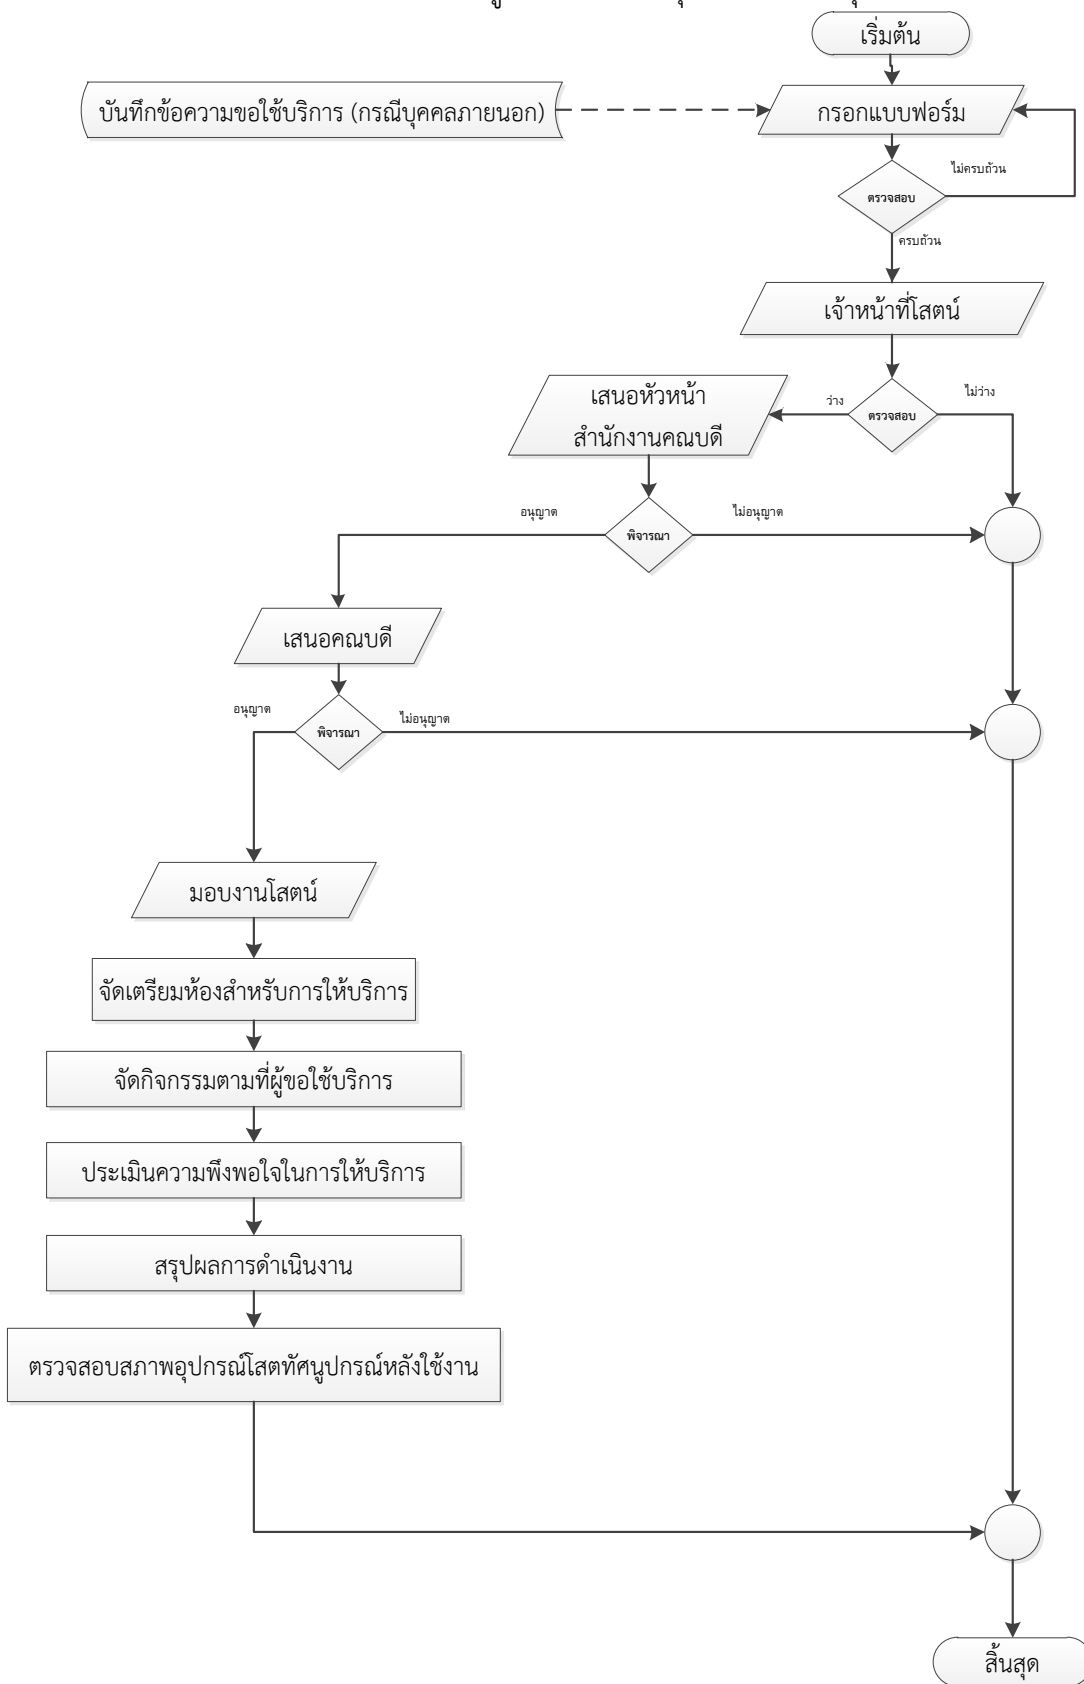 เริ่มต้น
บันทึกข้อความขอใช้บริการ (กรณีบุคคลภายนอก)
กรอกแบบฟอร์ม
ไม่ครบถ้วน
ตรวจสอบ
ครบถ้วน
เจ้าหน้าที่โสตน์
เสนอหัวหน้า
สำนักงานคณบดี
ว่าง
ตรวจสอบ
ไม่ว่าง
อนุญาต
พิจารณา
ไม่อนุญาต
เสนอคณบดี
อนุญาต
พิจารณา
ไม่อนุญาต
มอบงานโสตน์
จัดเตรียมห้องสำหรับการให้บริการ
จัดกิจกรรมตามที่ผู้ขอใช้บริการ
ประเมินความพึงพอใจในการให้บริการ
สรุปผลการดำเนินงาน
ตรวจสอบสภาพอุปกรณ์โสตทัศนูปกรณ์หลังใช้งาน
สิ้นสุด